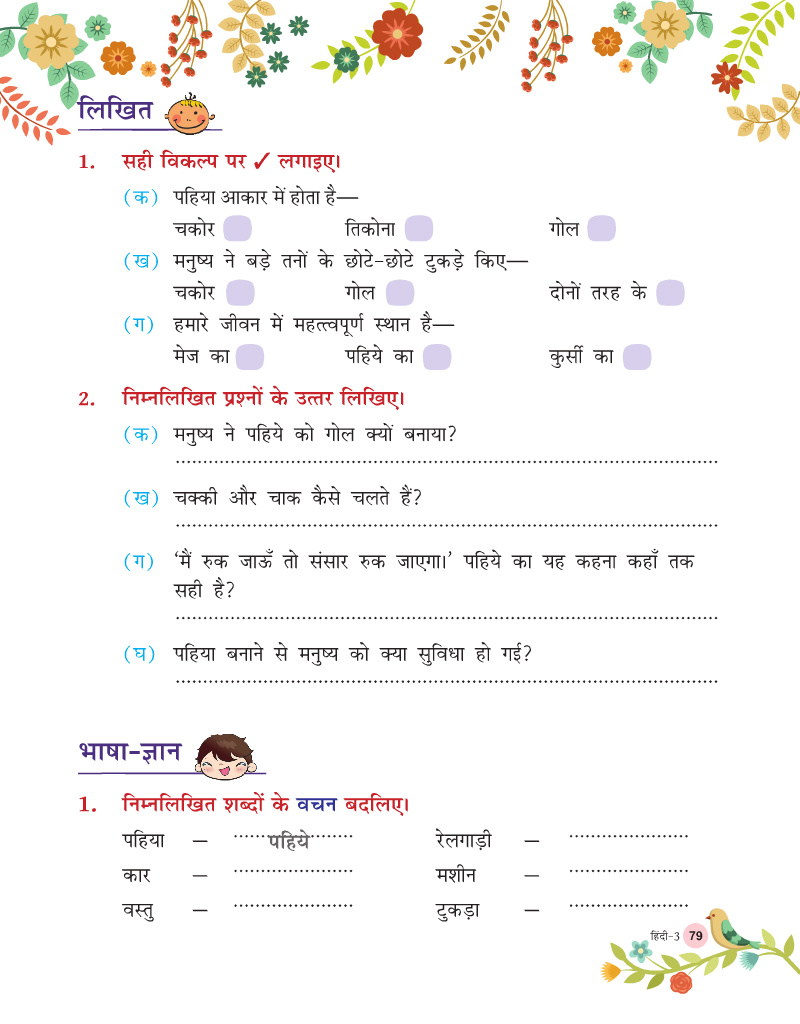 लिखित
1. सही विकल्प पर ✓ लगाइए।
(क) पहिया आकार में होता है—
चकोर तिकोना गोल
(ख) मनुष्य ने बड़े तनों के छोटे-छोटे टुकड़े किए—
चकोर गोल दोनों तरह के
(ग) हमारे जीवन में महत्त्वपूर्ण स्थान है—
मेज का पहिये का कुर्सी का
2. निम्नलिखित प्रश्नों के उत्तर लिखिए।
(क) मनुष्य ने पहिये को गोल क्यों बनाया?
(ख) चक्की और चाक कैसे चलते हैं?
(ग) ‘मैं रुक जाऊँ तो संसार रुक जाएगा।’ पहिये का यह कहना कहाँ तक
सही है?
(घ) पहिया बनाने से मनुष्य को क्या सुविधा हो गई?
भाषा-ज्ञान
1. निम्नलिखित शब्दों के वचन बदलिए।
पहिया – पहिये रेलगाड़ी –
कार – मशीन –
वस्तु – टुकड़ा –
हिंदी-3 79